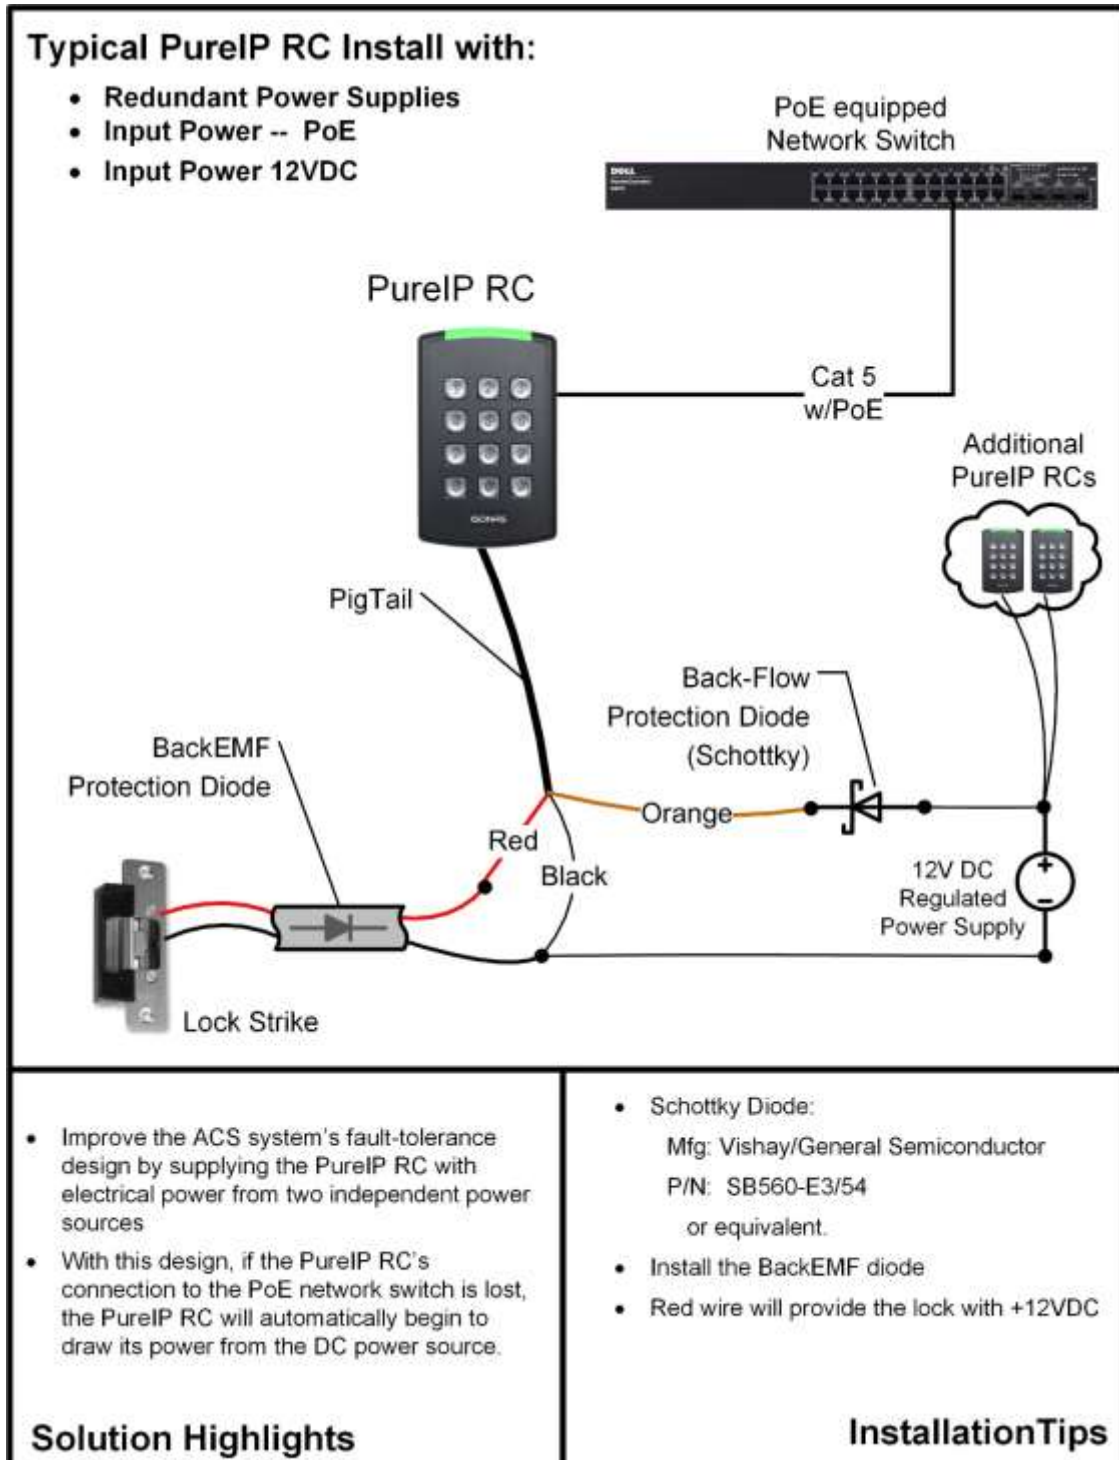 Typical PureIP RC Install with:
• Redundant Power Supplies
• Input Power -- PoE
• Input Power 12VDC
PoE equipped
Network Switch
DELL
PureIP RC
Cat 5
w/PoE
Additional
PureIP RCs
PigTail
Back-Flow
Protection Diode
(Schottky)
BackEMF
Protection Diode
Orange
Red
Black
12V DC
Regulated
Power Supply
+
−
Lock Strike
• Improve the ACS system's fault-tolerance
design by supplying the PureIP RC with
electrical power from two independent power
sources
• With this design, if the PureIP RC's
connection to the PoE network switch is lost,
the PureIP RC will automatically begin to
draw its power from the DC power source.
Solution Highlights
• Schottky Diode:
Mfg: Vishay/General Semiconductor
P/N: SB560-E3/54
or equivalent.
• Install the BackEMF diode
• Red wire will provide the lock with +12VDC
InstallationTips